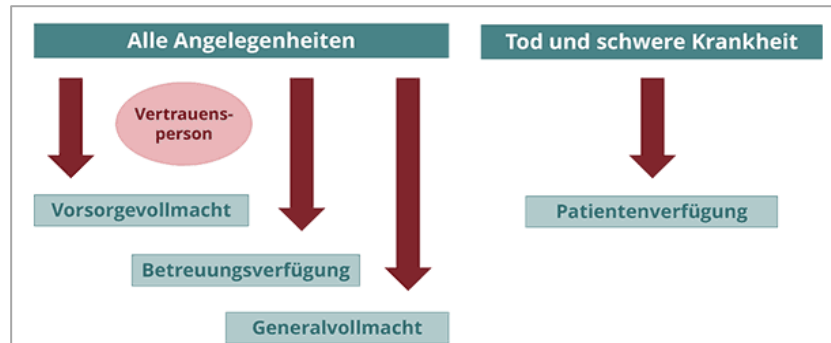 Alle Angelegenheiten
Tod und schwere Krankheit
Vertrauens-
person
Vorsorgevollmacht
Patientenverfügung
Betreuungsverfügung
Generalvollmacht